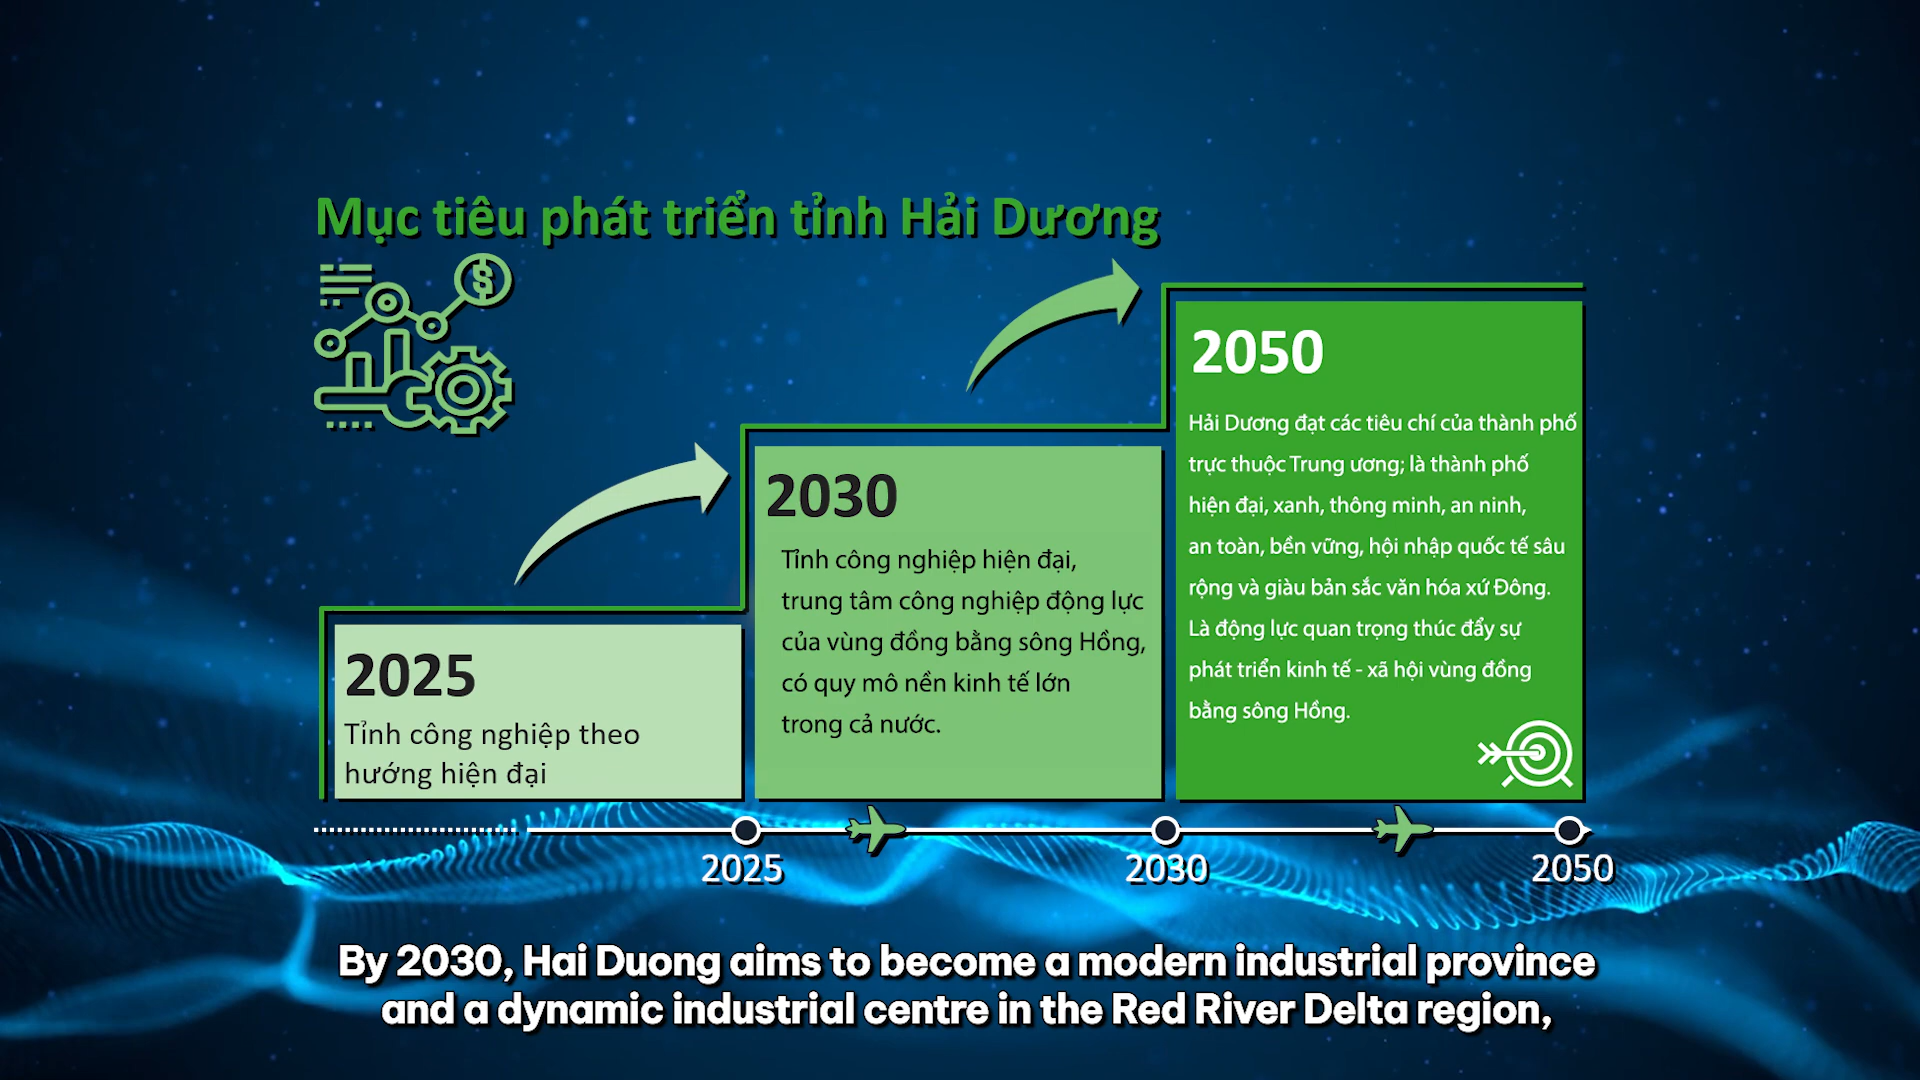 Mục tiêu phát triển tỉnh Hải Dương
$
2025
Tỉnh công nghiệp theo
hướng hiện đại
2030
Tỉnh công nghiệp hiện đại,
trung tâm công nghiệp động lực
của vùng đồng bằng sông Hồng,
có quy mô nền kinh tế lớn
trong cả nước.
2050
Hải Dương đạt các tiêu chí của thành phố
trực thuộc Trung ương; là thành phố
hiện đại, xanh, thông minh, an ninh,
an toàn, bền vững, hội nhập quốc tế sâu
rộng và giàu bản sắc văn hóa xứ Đông.
Là động lực quan trọng thúc đẩy sự
phát triển kinh tế - xã hội vùng đồng
bằng sông Hồng.
2025
2030
2050
By 2030, Hai Duong aims to become a modern industrial province
and a dynamic industrial centre in the Red River Delta region,